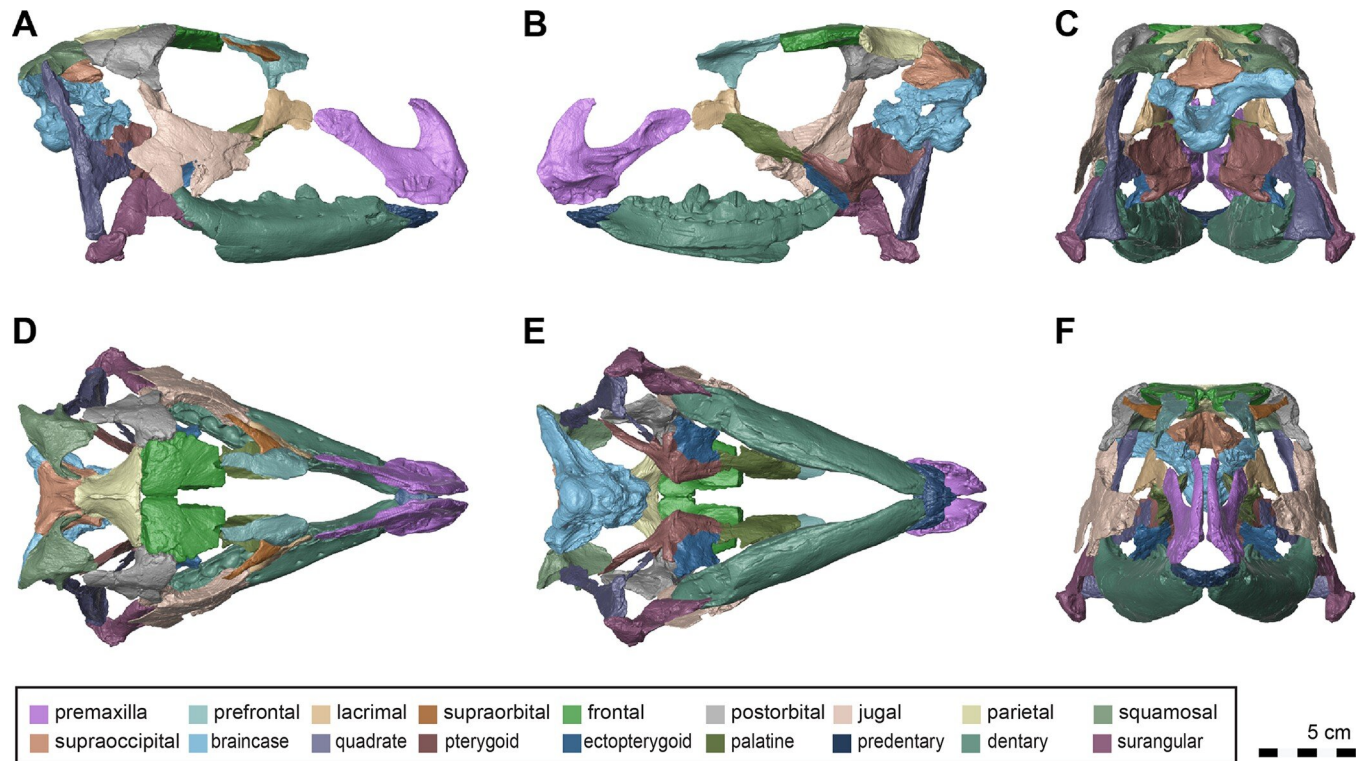 A B C
D E F
premaxilla prefrontal lacrimal supraorbital frontal postorbital jugal parietal squamosal
supraoccipital braincase quadrate pterygoid ectopterygoid palatine predentary dentary surangular
5 cm